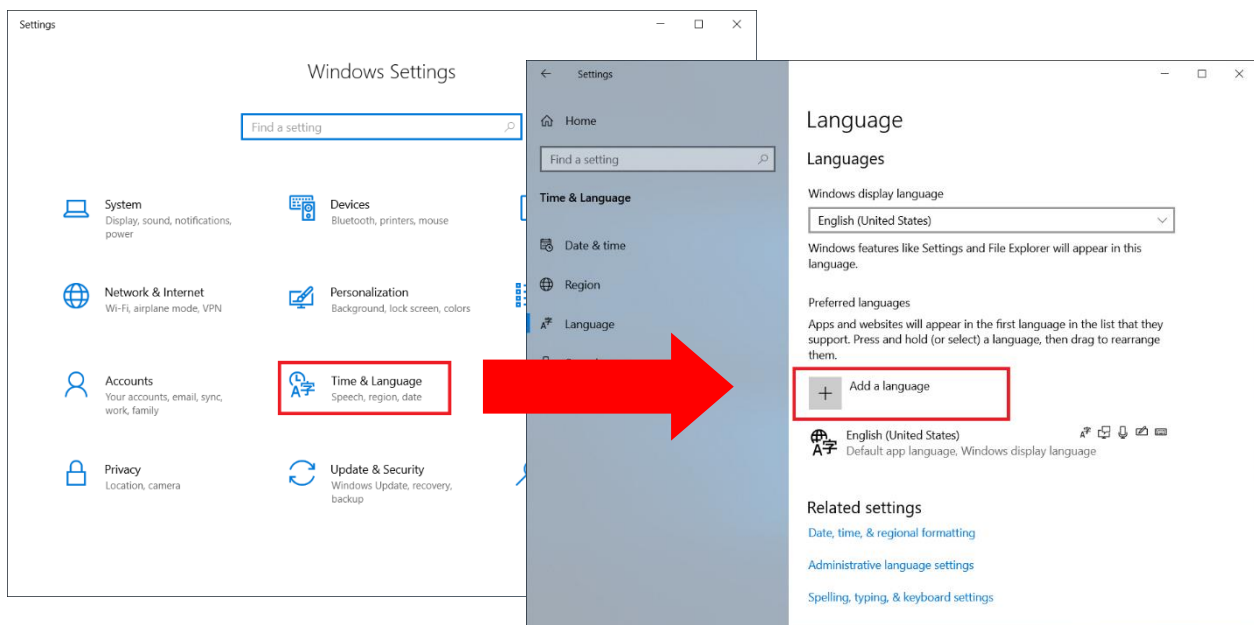 Settings
Windows Settings
Find a setting
System
Display, sound, notifications,
power
Devices
Bluetooth, printers, mouse
Network & Internet
Wi-Fi, airplane mode, VPN
Personalization
Background, lock screen, colors
Accounts
Your accounts, email, sync,
work, family
Time & Language
Speech, region, date
Privacy
Location, camera
Update & Security
Windows Update, recovery,
backup
Settings
Home
Find a setting
Time & Language
Date & time
Region
Language
Language
Languages
Windows display language
English (United States)
Windows features like Settings and File Explorer will appear in this
language.
Preferred languages
Apps and websites will appear in the first language in the list that they
support. Press and hold (or select) a language, then drag to rearrange
them.
Add a language
English (United States)
Default app language, Windows display language
Related settings
Date, time, & regional formatting
Administrative language settings
Spelling, typing, & keyboard settings